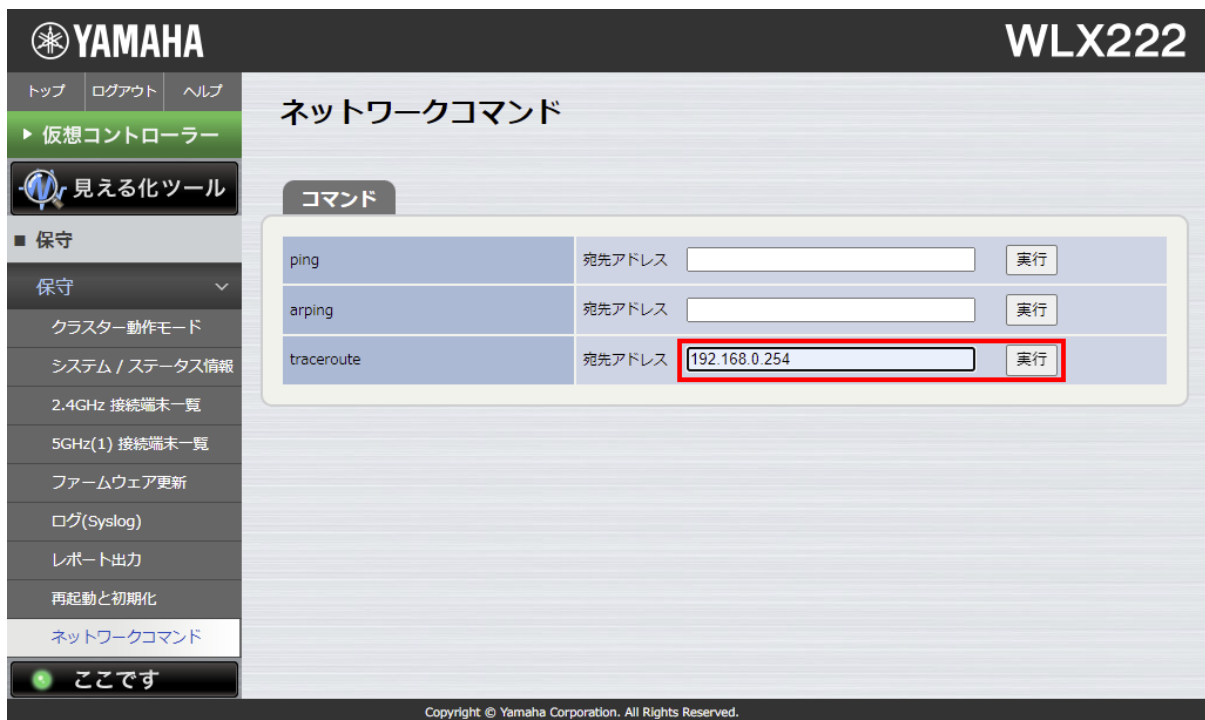 YAMAHA
WLX222
トップ ログアウト ヘルプ
仮想コントローラー
見える化ツール
■ 保守
保守
クラスター動作モード
システム / ステータス情報
2.4GHz 接続端末一覧
5GHz(1) 接続端末一覧
ファームウェア更新
ログ(Syslog)
レポート出力
再起動と初期化
ネットワークコマンド
ここです
ネットワークコマンド
コマンド
ping 宛先アドレス 実行
arping 宛先アドレス 実行
traceroute 宛先アドレス 192.168.0.254 実行
Copyright © Yamaha Corporation. All Rights Reserved.